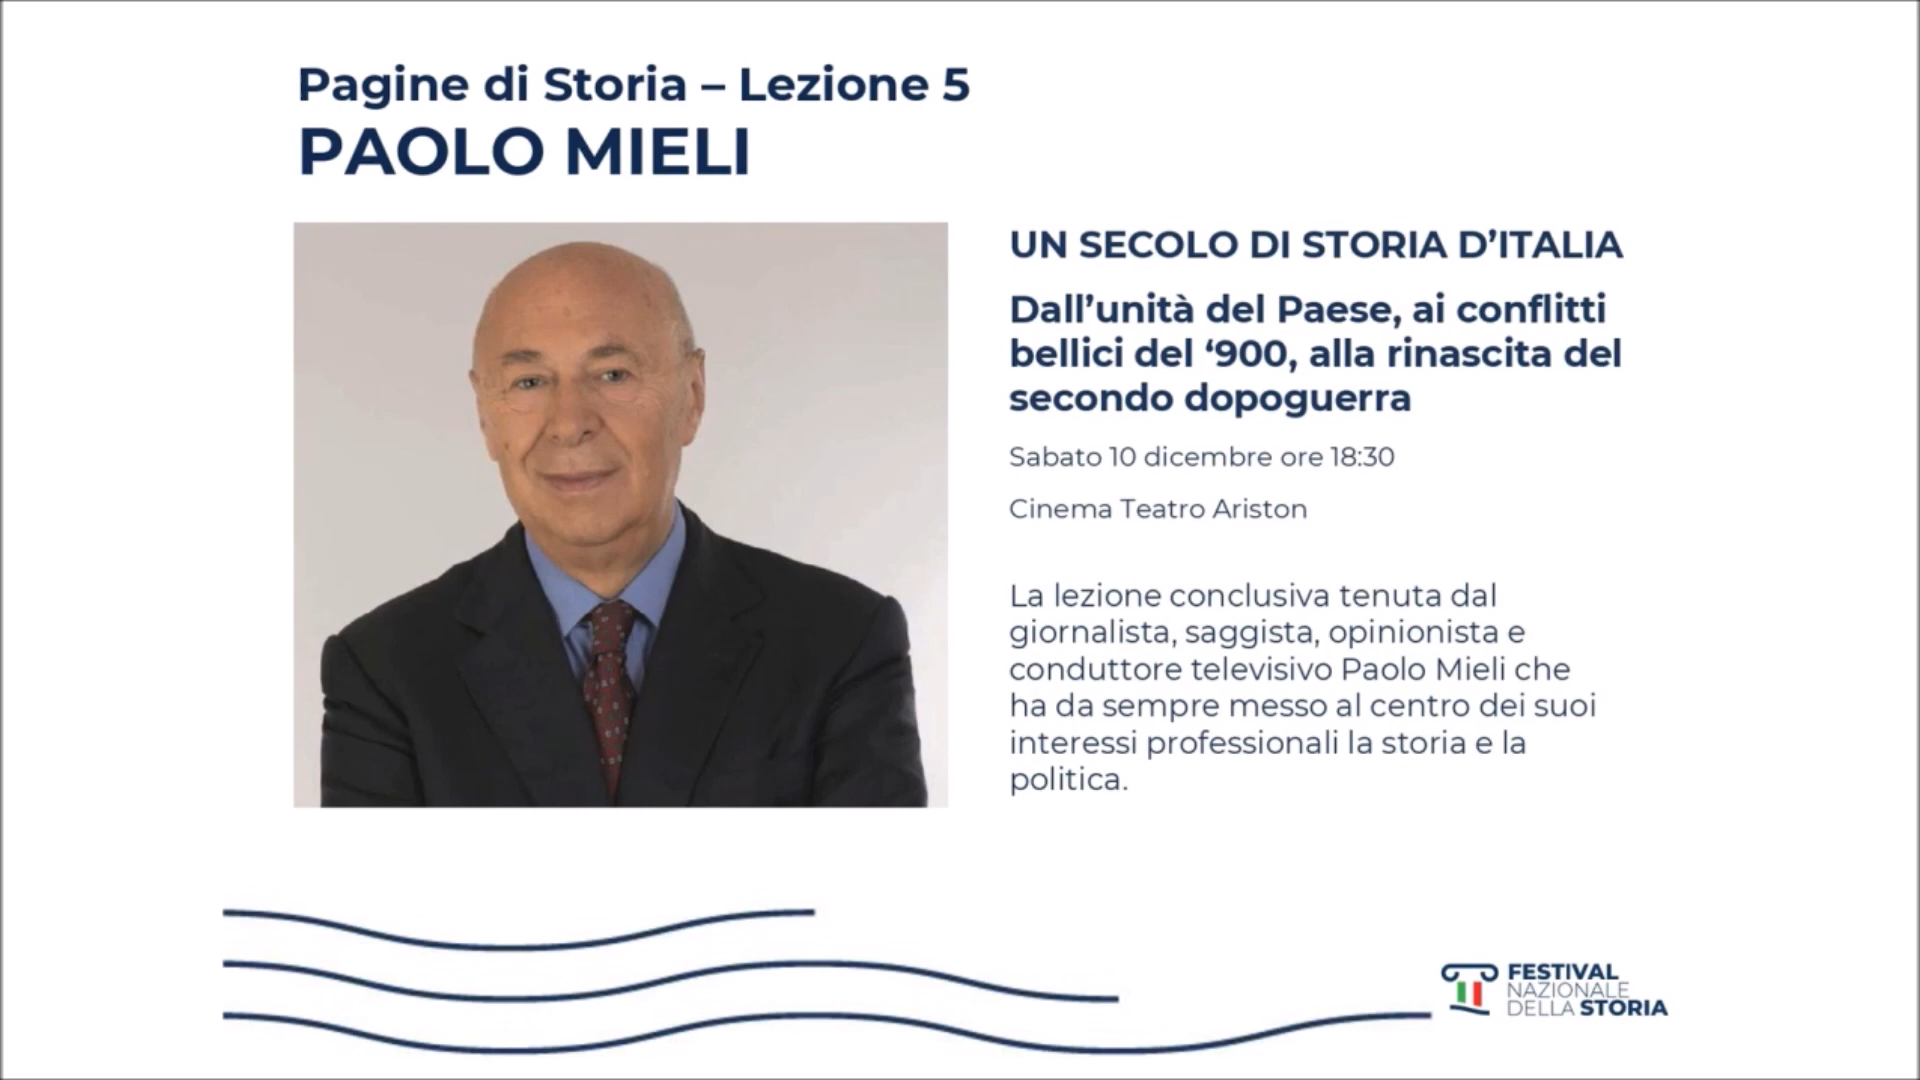 Pagine di Storia – Lezione 5
PAOLO MIELI
UN SECOLO DI STORIA D’ITALIA
Dall’unità del Paese, ai conflitti
bellici del ‘900, alla rinascita del
secondo dopoguerra
Sabato 10 dicembre ore 18:30
Cinema Teatro Ariston
La lezione conclusiva tenuta dal
giornalista, saggista, opinionista e
conduttore televisivo Paolo Mieli che
ha da sempre messo al centro dei suoi
interessi professionali la storia e la
politica.
FESTIVAL
NAZIONALE
DELLA STORIA